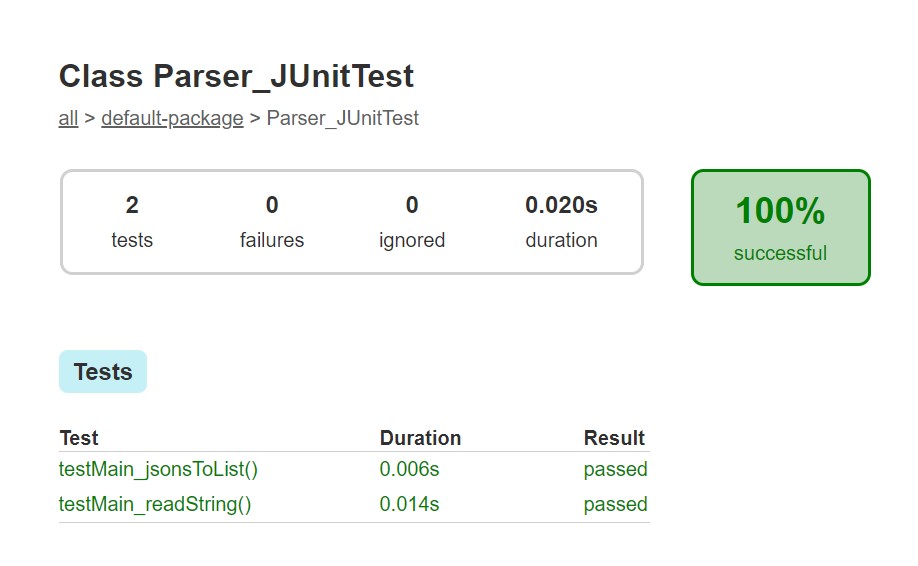 Class Parser_JUnitTest
all > default-package > Parser_JUnitTest
2 0 0 0.020s
tests failures ignored duration
100%
successful
Tests
Test Duration Result
testMain_jsonsToList() 0.006s passed
testMain_readString() 0.014s passed